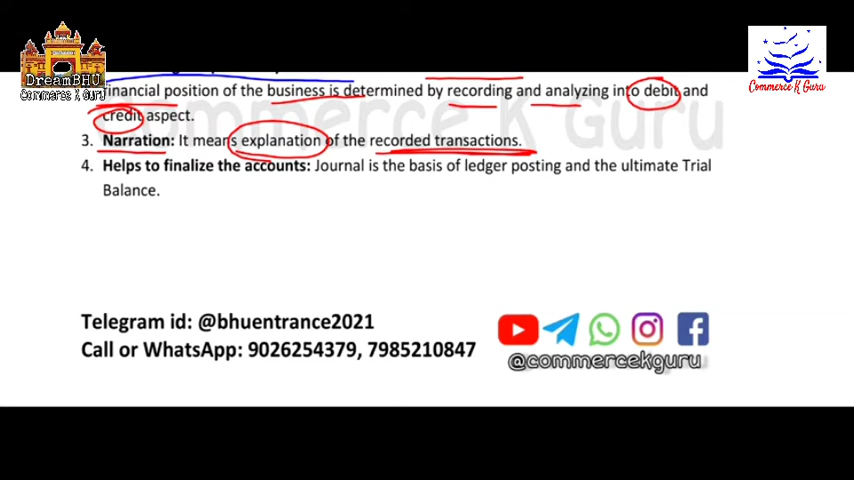 DreamBHU
Commerce K Guru
Commerce K Guru
financial position of the business is determined by recording and analyzing into debit and
credit aspect.
Commerce K Guru
3. Narration: It means explanation of the recorded transactions.
4. Helps to finalize the accounts: Journal is the basis of ledger posting and the ultimate Trial
Balance.
Telegram id: @bhuentrance2021
Call or WhatsApp: 9026254379, 7985210847
@commercekguru